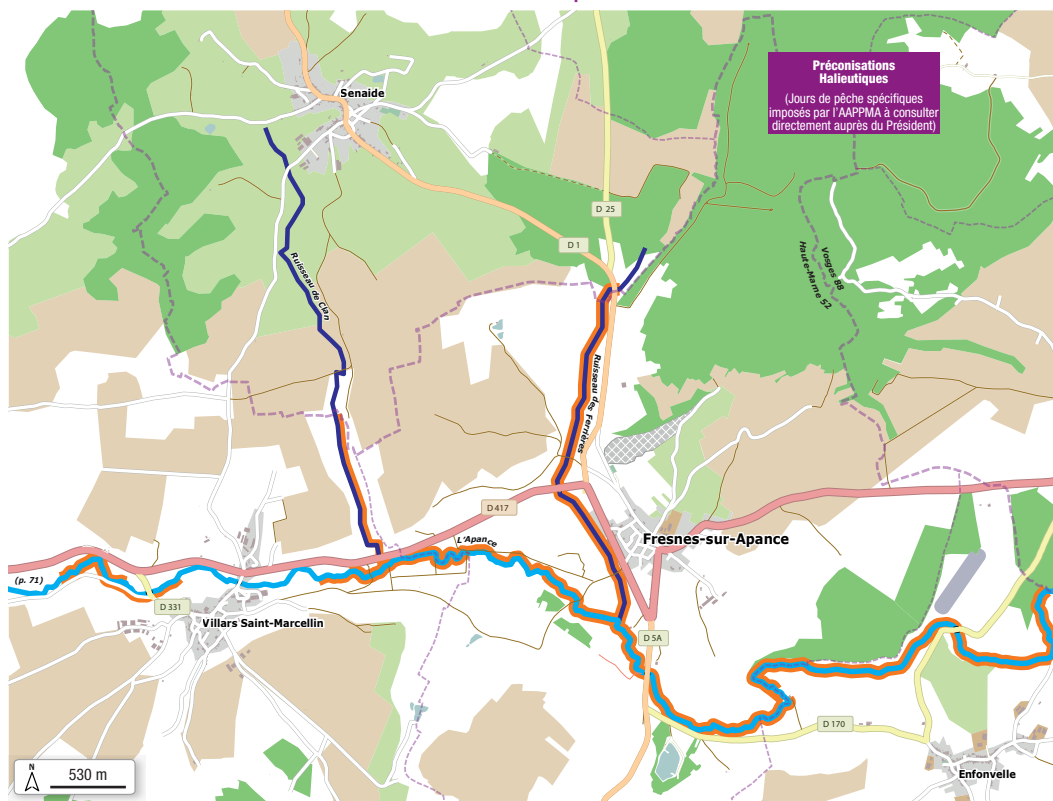 Préconisations
Halieutiques
(Jours de pêche spécifiques
imposés par l'AAPPMA à consulter
directement auprès du Président)
Senaide
D 25
D 1
Vosges 88
Haute-Marne 52
Ruisseau de Clan
Ruisseau des Ferrières
D 417
Fresnes-sur-Apance
L'Apance
(p. 71)
D 331
Villars Saint-Marcellin
D 5A
D 170
Enfonvelle
N
530 m